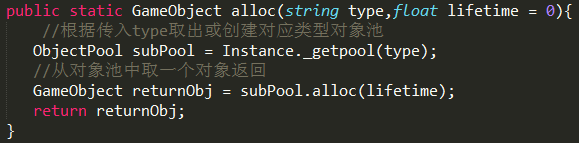 public static GameObject alloc(string type,float lifetime = 0){
//根据传入type取出或创建对应类型对象池
ObjectPool subPool = Instance._getpool(type);
//从对象池中取一个对象返回
GameObject returnObj = subPool.alloc(lifetime);
return returnObj;
}